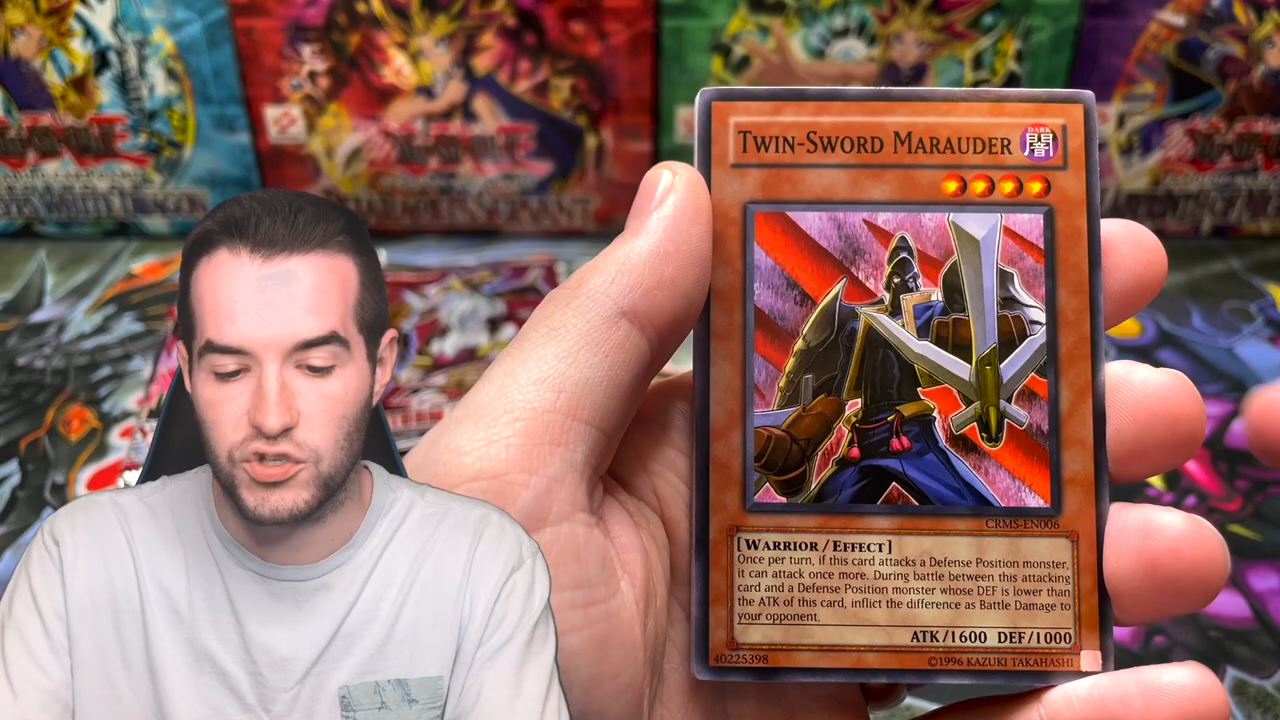 TWIN-SWORD MARAUDER
DARK
闇
CRMS-EN006
[WARRIOR/EFFECT]
Once per turn, if this card attacks a Defense Position monster,
it can attack once more. During battle between this attacking
card and a Defense Position monster whose DEF is lower than
the ATK of this card, inflict the difference as Battle Damage to
your opponent.
ATK/1600 DEF/1000
40225398
©1996 KAZUKI TAKAHASHI